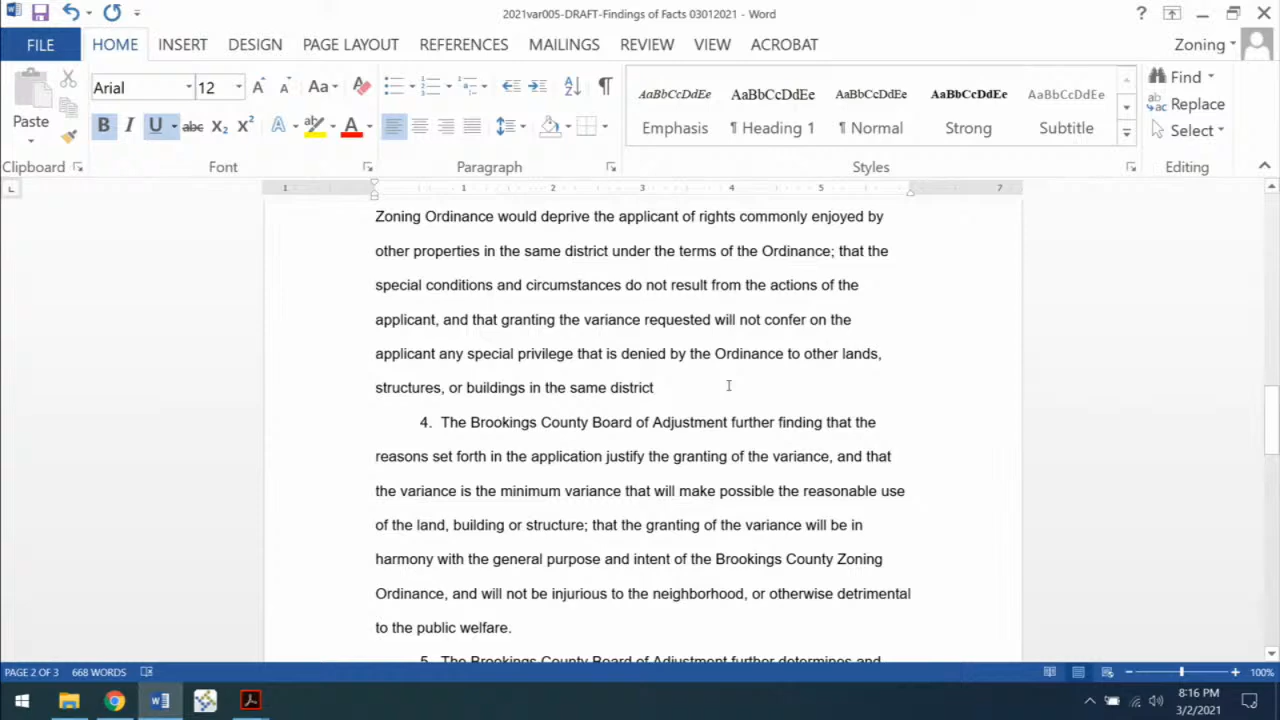 2021var005-DRAFT-Findings of Facts 03012021 - Word
FILE HOME INSERT DESIGN PAGE LAYOUT REFERENCES MAILINGS REVIEW VIEW ACROBAT Zoning
Paste
Clipboard
Arial 12
Aa
B I U abc X₂ X² A A
Font
Paragraph
AaBbCcDdEe AaBbCcDdEe AaBbCcDdEe AaBbCcDdEe AaBbCcDdEe
Emphasis ¶ Heading 1 ¶ Normal Strong Subtitle
Styles
Find
Replace
Select
Editing
1 1 2 3 4 5 7
Zoning Ordinance would deprive the applicant of rights commonly enjoyed by
other properties in the same district under the terms of the Ordinance; that the
special conditions and circumstances do not result from the actions of the
applicant, and that granting the variance requested will not confer on the
applicant any special privilege that is denied by the Ordinance to other lands,
structures, or buildings in the same district
4. The Brookings County Board of Adjustment further finding that the
reasons set forth in the application justify the granting of the variance, and that
the variance is the minimum variance that will make possible the reasonable use
of the land, building or structure; that the granting of the variance will be in
harmony with the general purpose and intent of the Brookings County Zoning
Ordinance, and will not be injurious to the neighborhood, or otherwise detrimental
to the public welfare.
5. The Brookings County Board of Adjustment further determines and
PAGE 2 OF 3 668 WORDS 100%
8:16 PM
3/2/2021